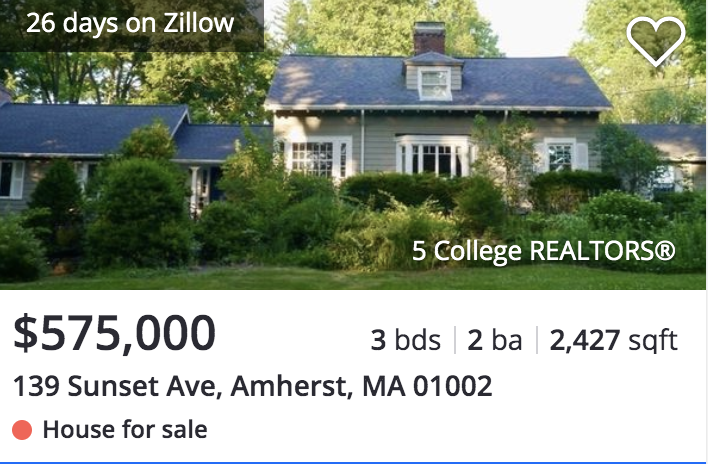 26 days on Zillow
5 College REALTORS®
$575,000
3 bds | 2 ba | 2,427 sqft
139 Sunset Ave, Amherst, MA 01002
House for sale